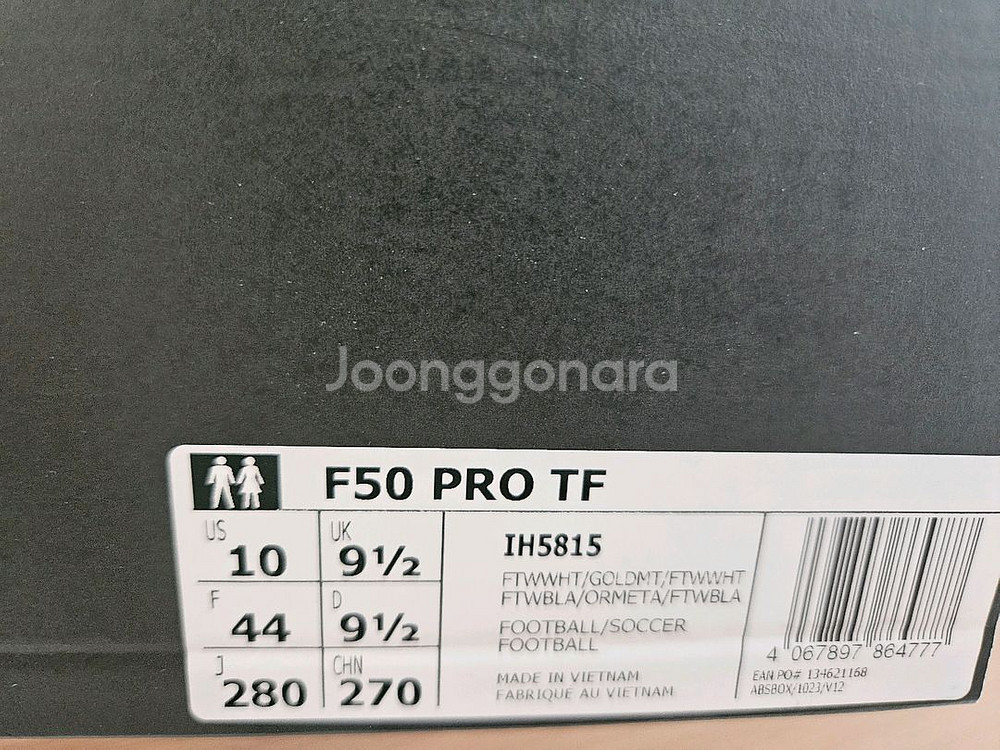 Joonggonara
F50 PRO TF
US 10
UK 9½
F 44
D 9½
J 280
CHN 270
IH5815
FTWWHT/GOLDMT/FTWWHT
FTWBLA/ORMETA/FTWBLA
FOOTBALL/SOCCER
FOOTBALL
MADE IN VIETNAM
FABRIQUE AU VIETNAM
4 067897 864777
EAN PO# 134621168
ABSBOX/1023/V12